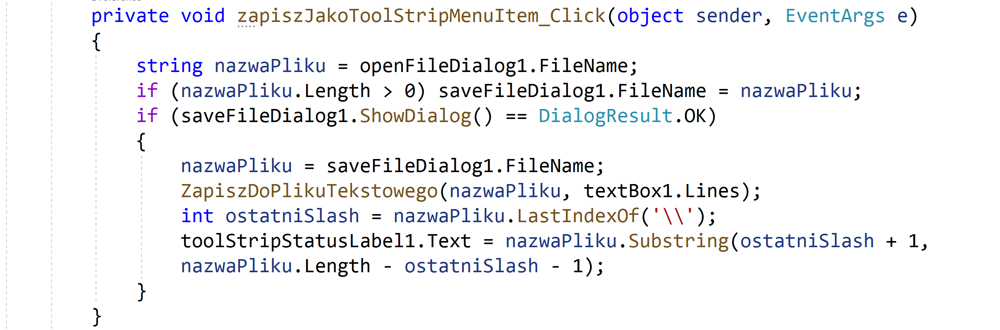 private void zapiszJakoToolStripMenuItem_Click(object sender, EventArgs e)
{
string nazwaPliku = openFileDialog1.FileName;
if (nazwaPliku.Length > 0) saveFileDialog1.FileName = nazwaPliku;
if (saveFileDialog1.ShowDialog() == DialogResult.OK)
{
nazwaPliku = saveFileDialog1.FileName;
ZapiszDoPlikuTekstowego(nazwaPliku, textBox1.Lines);
int ostatniSlash = nazwaPliku.LastIndexOf('\\');
toolStripStatusLabel1.Text = nazwaPliku.Substring(ostatniSlash + 1,
nazwaPliku.Length - ostatniSlash - 1);
}
}